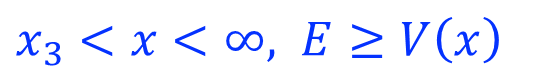 x₃ < x < ∞, E ≥ V(x)